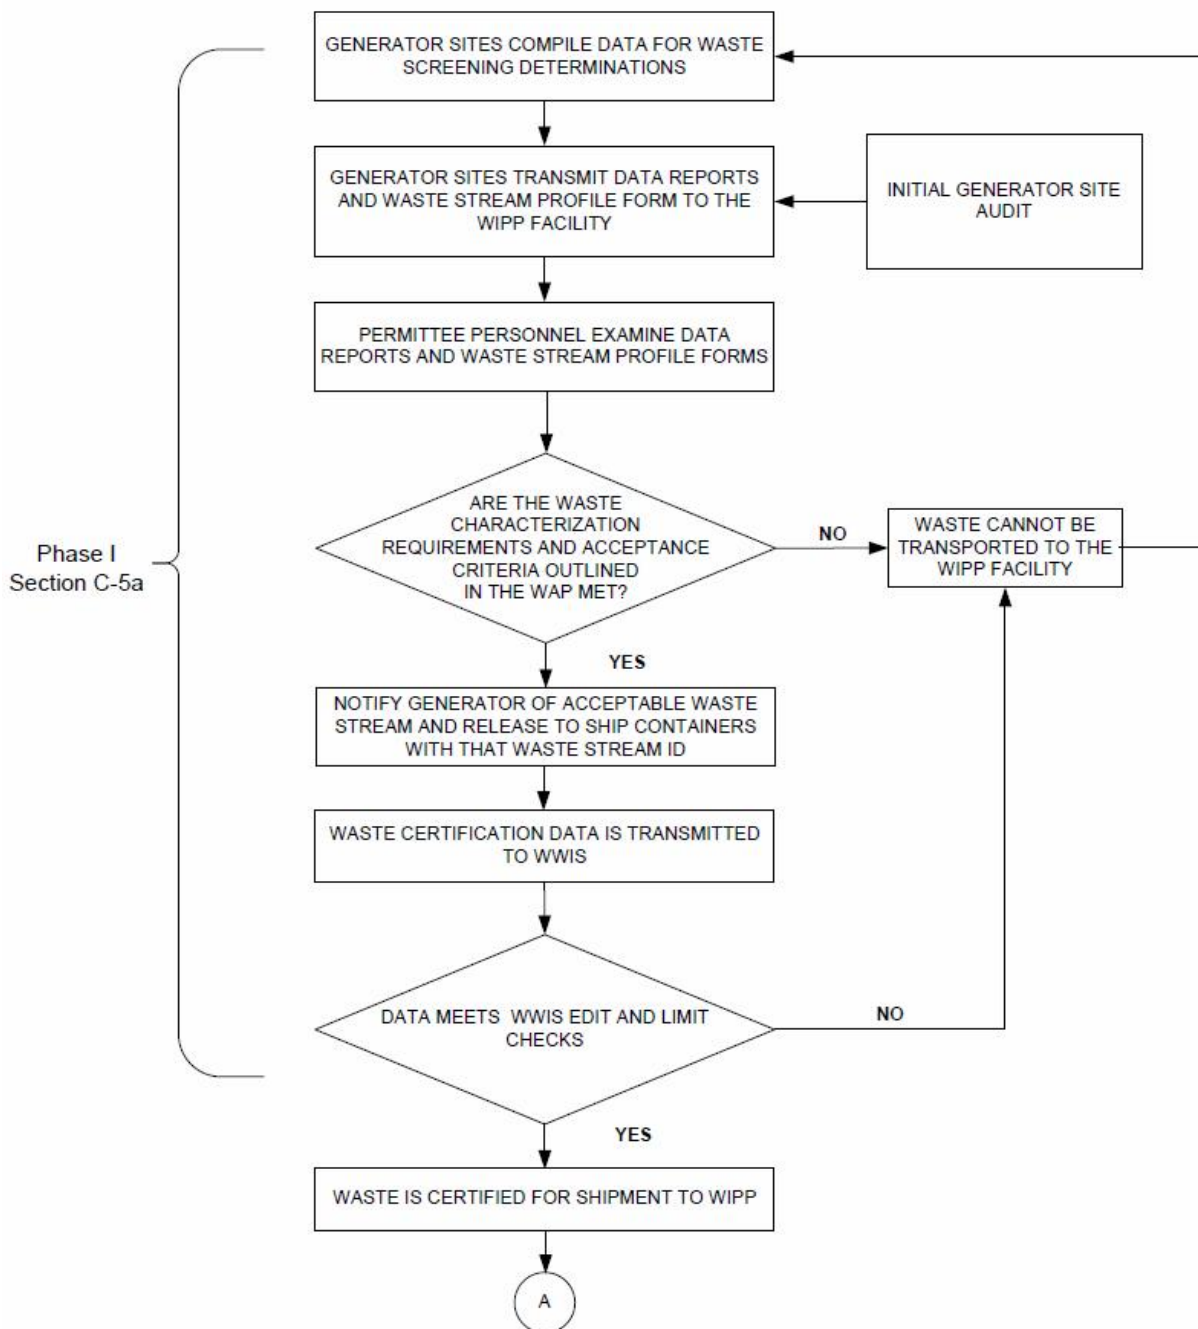 GENERATOR SITES COMPILE DATA FOR WASTE
SCREENING DETERMINATIONS
GENERATOR SITES TRANSMIT DATA REPORTS
AND WASTE STREAM PROFILE FORM TO THE
WIPP FACILITY
INITIAL GENERATOR SITE
AUDIT
PERMITTEE PERSONNEL EXAMINE DATA
REPORTS AND WASTE STREAM PROFILE FORMS
Phase I
Section C-5a
ARE THE WASTE
CHARACTERIZATION
REQUIREMENTS AND ACCEPTANCE
CRITERIA OUTLINED
IN THE WAP MET?
NO
WASTE CANNOT BE
TRANSPORTED TO THE
WIPP FACILITY
YES
NOTIFY GENERATOR OF ACCEPTABLE WASTE
STREAM AND RELEASE TO SHIP CONTAINERS
WITH THAT WASTE STREAM ID
WASTE CERTIFICATION DATA IS TRANSMITTED
TO WWIS
DATA MEETS WWIS EDIT AND LIMIT
CHECKS
NO
YES
WASTE IS CERTIFIED FOR SHIPMENT TO WIPP
A